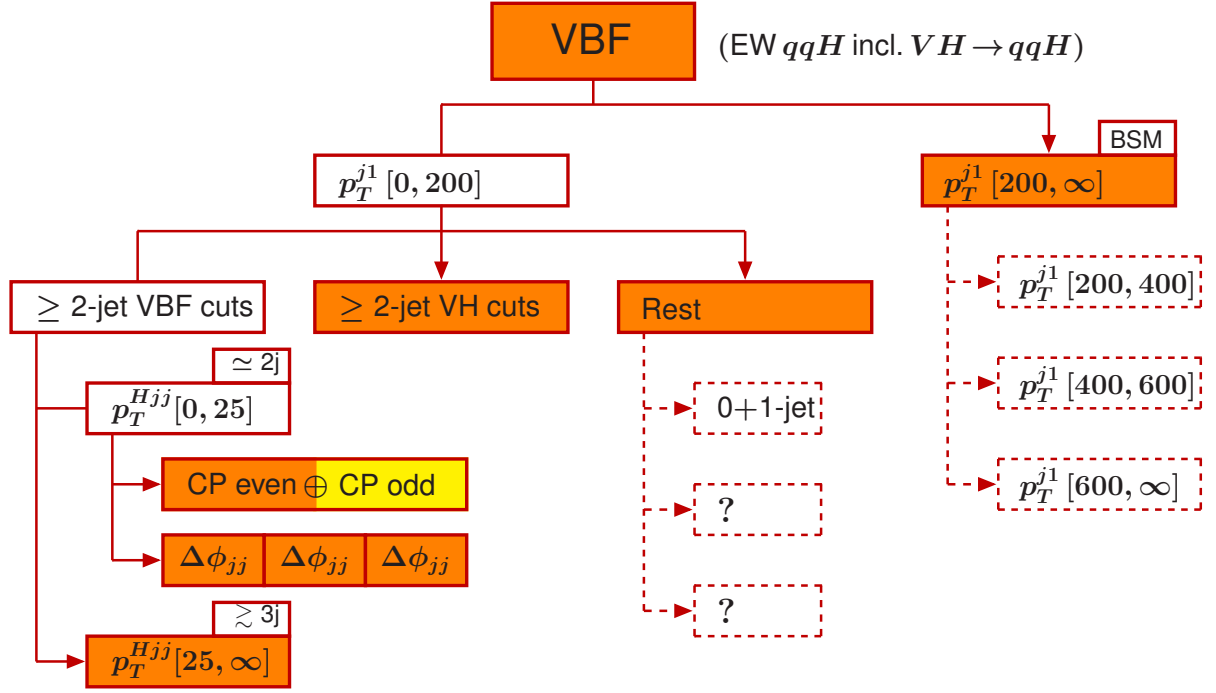 VBF (EW qqH incl. VH → qqH)
BSM
p_T^{j1} [0, 200]
p_T^{j1} [200, ∞]
≥ 2-jet VBF cuts
≥ 2-jet VH cuts
Rest
p_T^{j1} [200, 400]
≃ 2j
p_T^{Hjj} [0, 25]
0+1-jet
p_T^{j1} [400, 600]
CP even ⊕ CP odd
?
p_T^{j1} [600, ∞]
Δϕ_{jj} Δϕ_{jj} Δϕ_{jj}
≳ 3j
?
p_T^{Hjj} [25, ∞]